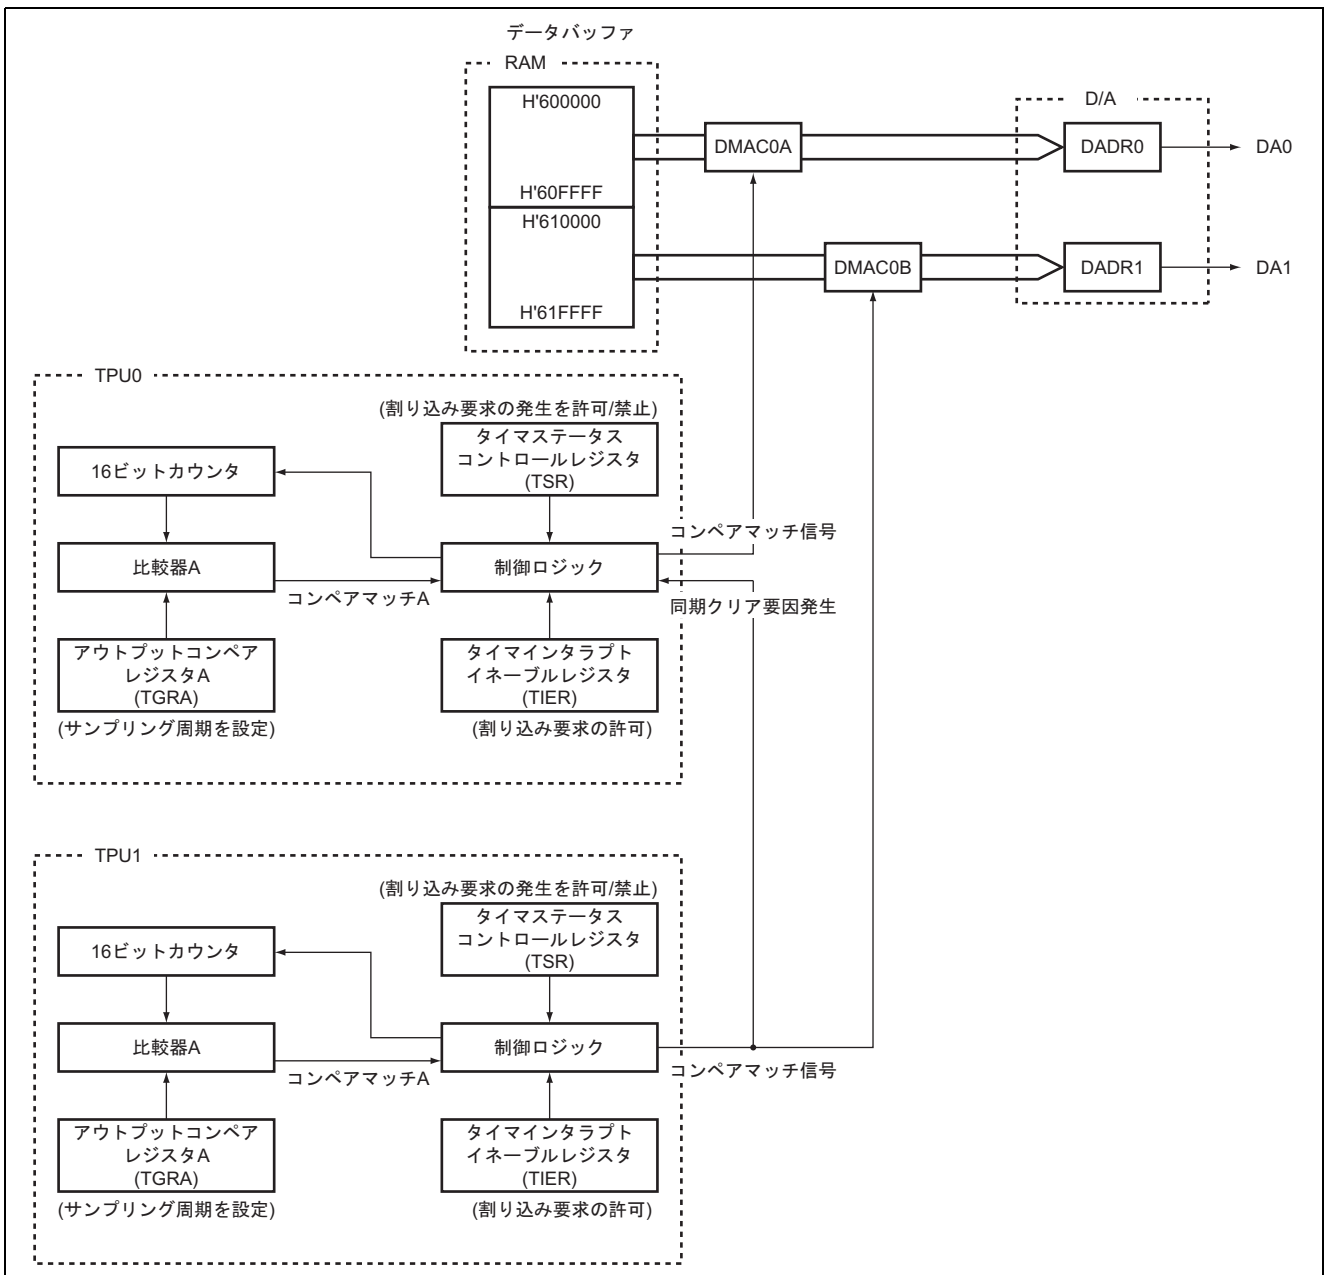 データバッファ
RAM
H'600000
H'60FFFF
H'610000
H'61FFFF
DMAC0A
DMAC0B
D/A
DADR0
DADR1
DA0
DA1
TPU0
(割り込み要求の発生を許可/禁止)
タイマステータス
コントロールレジスタ
(TSR)
16ビットカウンタ
比較器A
コンペアマッチA
制御ロジック
コンペアマッチ信号
同期クリア要因発生
アウトプットコンペア
レジスタA
(TGRA)
(サンプリング周期を設定)
タイマインタラプト
イネーブルレジスタ
(TIER)
(割り込み要求の許可)
TPU1
(割り込み要求の発生を許可/禁止)
タイマステータス
コントロールレジスタ
(TSR)
16ビットカウンタ
比較器A
コンペアマッチA
制御ロジック
コンペアマッチ信号
アウトプットコンペア
レジスタA
(TGRA)
(サンプリング周期を設定)
タイマインタラプト
イネーブルレジスタ
(TIER)
(割り込み要求の許可)